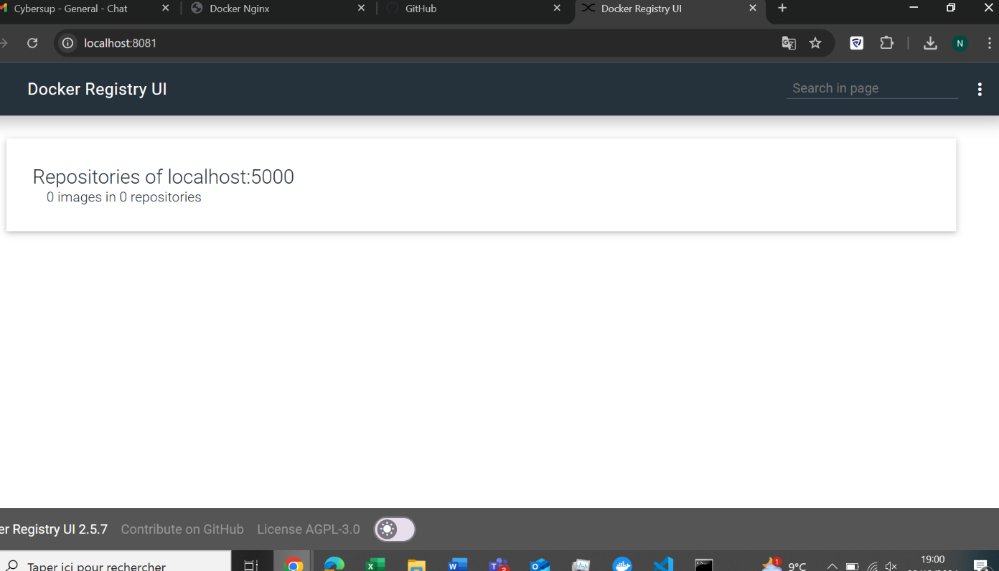 Cybersup - General - Chat
Docker Nginx
GitHub
Docker Registry UI
localhost:8081
N
Docker Registry UI
Search in page
Repositories of localhost:5000
0 images in 0 repositories
er Registry UI 2.5.7
Contribute on GitHub
License AGPL-3.0
Taper ici pour rechercher
1
9°C
19:00